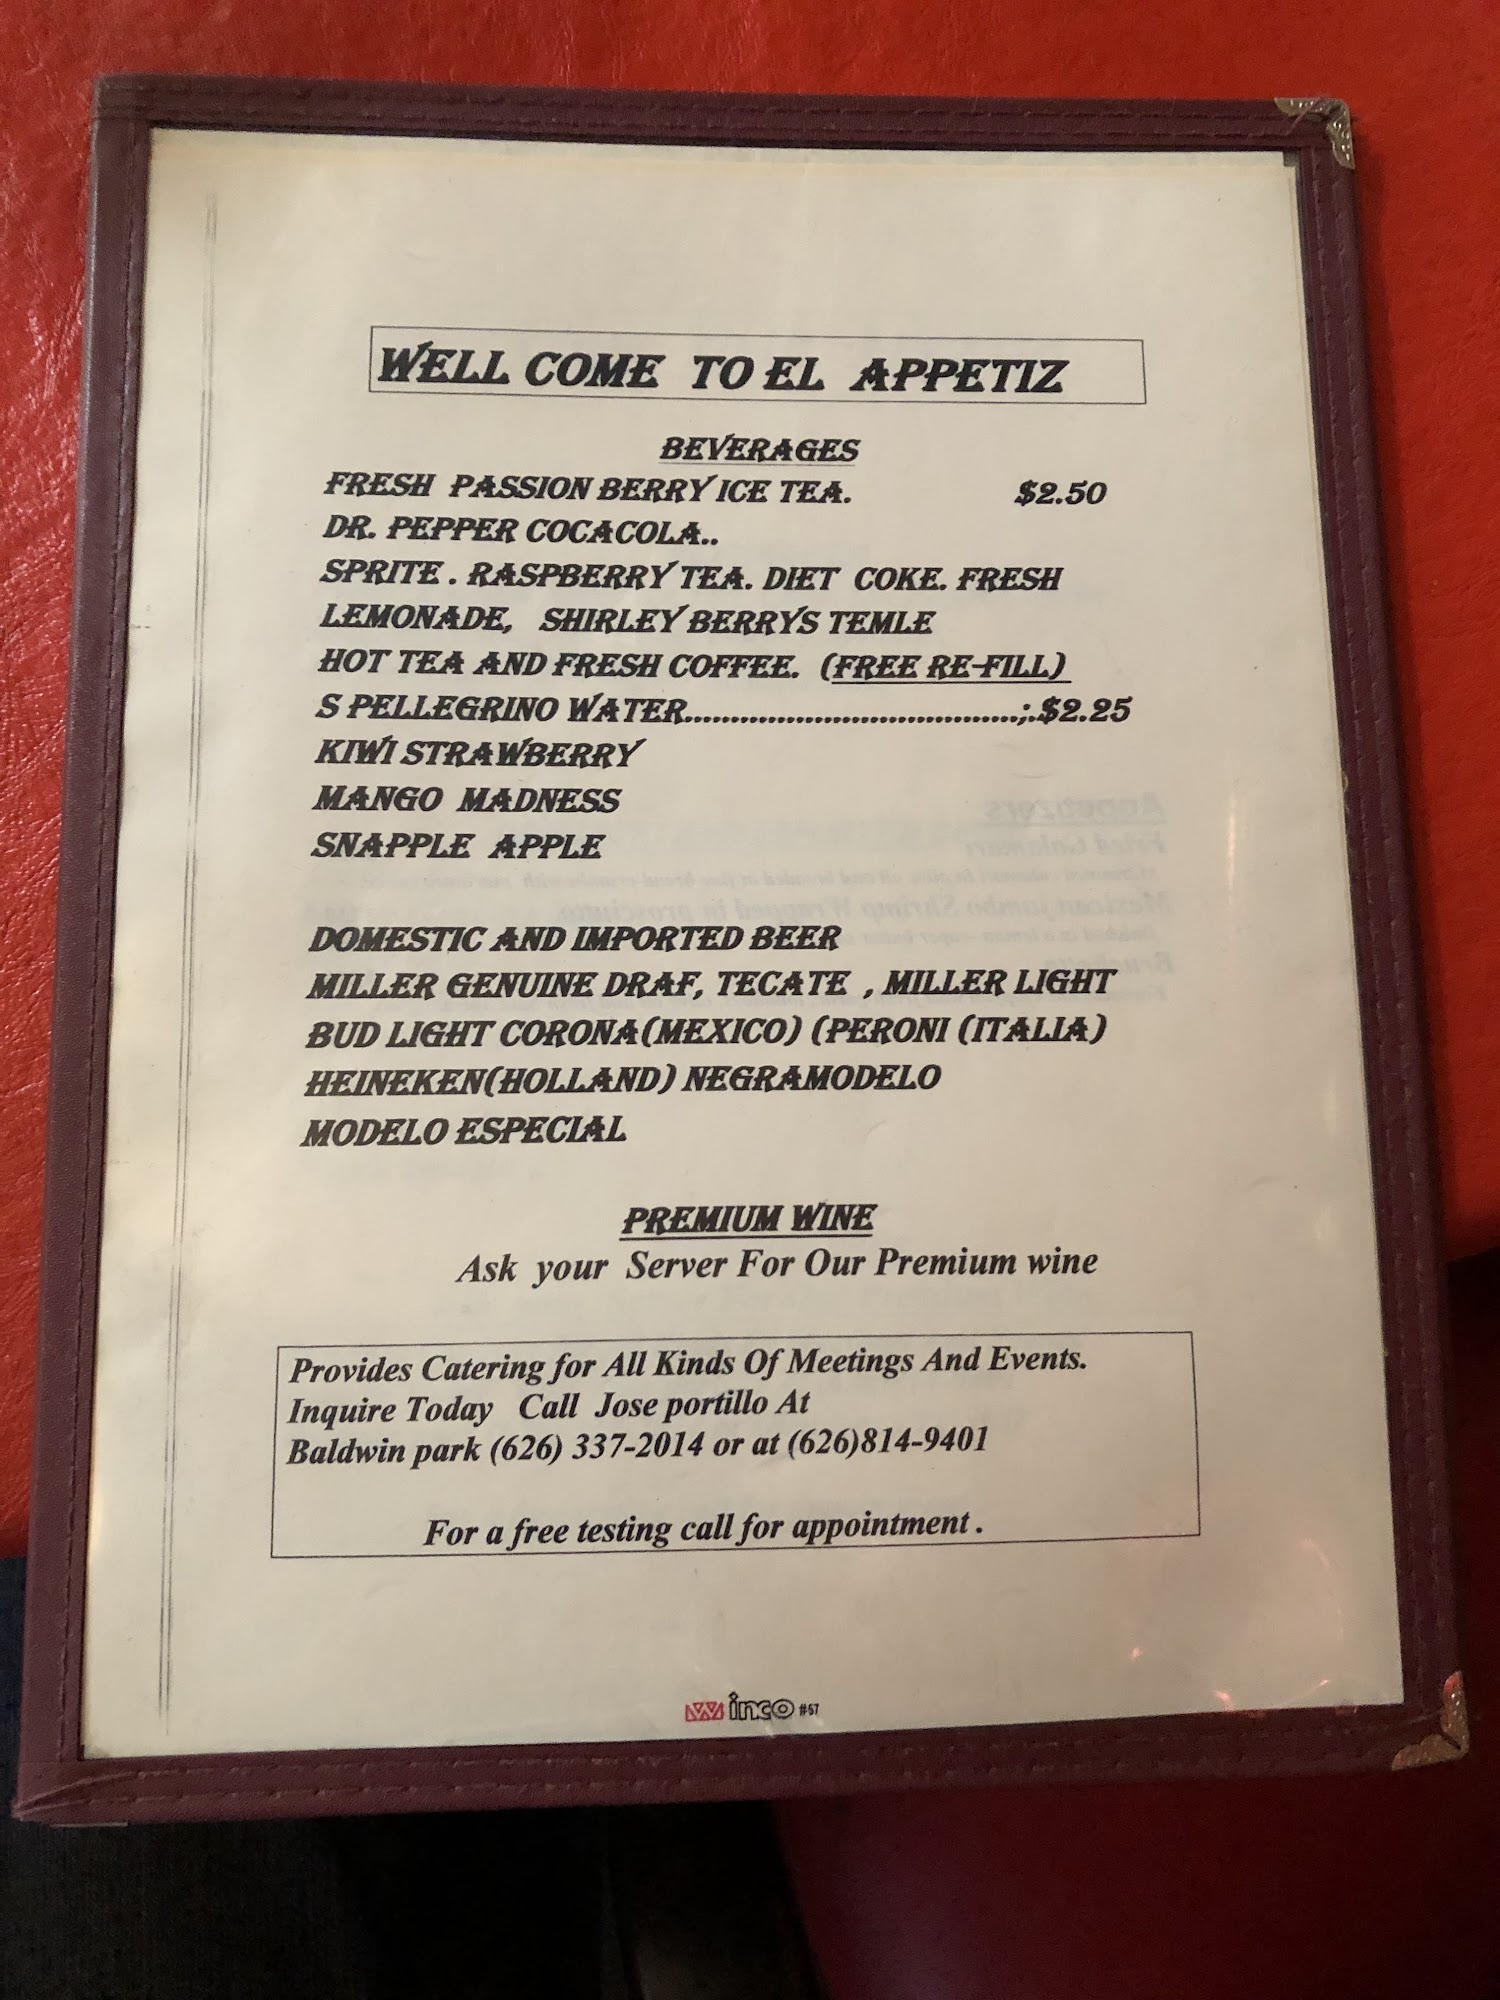 WELL COME TO EL APPETIZ
BEVERAGES
FRESH PASSION BERRY ICE TEA. $2.50
DR. PEPPER COCACOLA..
SPRITE . RASPBERRY TEA. DIET COKE. FRESH
LEMONADE, SHIRLEY BERRYS TEMLE
HOT TEA AND FRESH COFFEE. (FREE RE-FILL)
S PELLEGRINO WATER.....................................;.$2.25
KIWI STRAWBERRY
MANGO MADNESS
SNAPPLE APPLE
DOMESTIC AND IMPORTED BEER
MILLER GENUINE DRAF, TECATE , MILLER LIGHT
BUD LIGHT CORONA(MEXICO) (PERONI (ITALIA)
HEINEKEN(HOLLAND) NEGRAMODELO
MODELO ESPECIAL
PREMIUM WINE
Ask your Server For Our Premium wine
Provides Catering for All Kinds Of Meetings And Events.
Inquire Today Call Jose portillo At
Baldwin park (626) 337-2014 or at (626)814-9401
For a free testing call for appointment .
winco #67